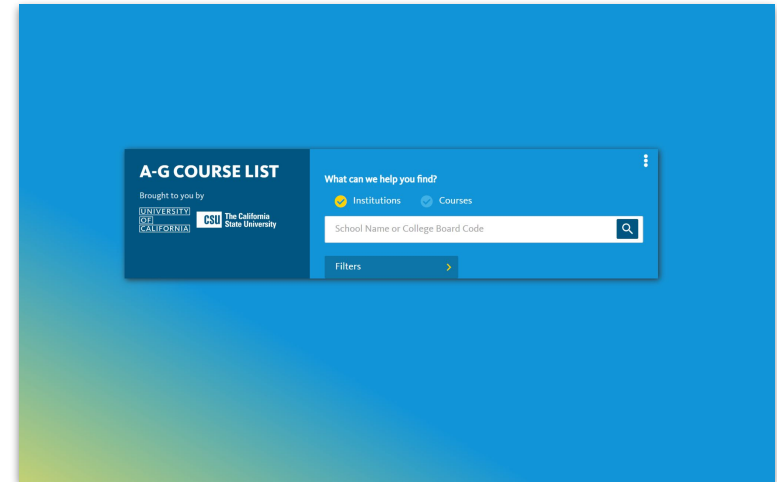 A-G COURSE LIST
Brought to you by
UNIVERSITY
OF
CALIFORNIA
CSU The California
State University
What can we help you find?
Institutions Courses
School Name or College Board Code
Filters